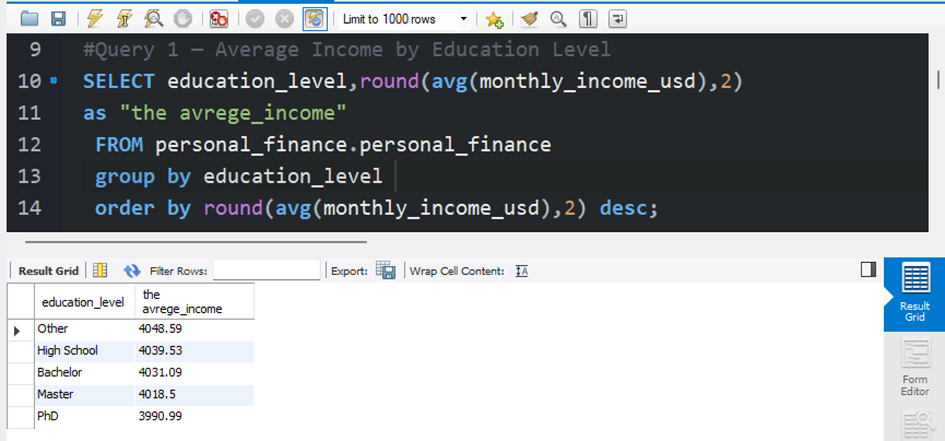 Limit to 1000 rows
9 #Query 1 — Average Income by Education Level
10 SELECT education_level,round(avg(monthly_income_usd),2)
11 as "the avrege_income"
12 FROM personal_finance.personal_finance
13 group by education_level
14 order by round(avg(monthly_income_usd),2) desc;
Result Grid Filter Rows: Export: Wrap Cell Content:
education_level the avrege_income
Other 4048.59
High School 4039.53
Bachelor 4031.09
Master 4018.5
PhD 3990.99
Result
Grid
Form
Editor